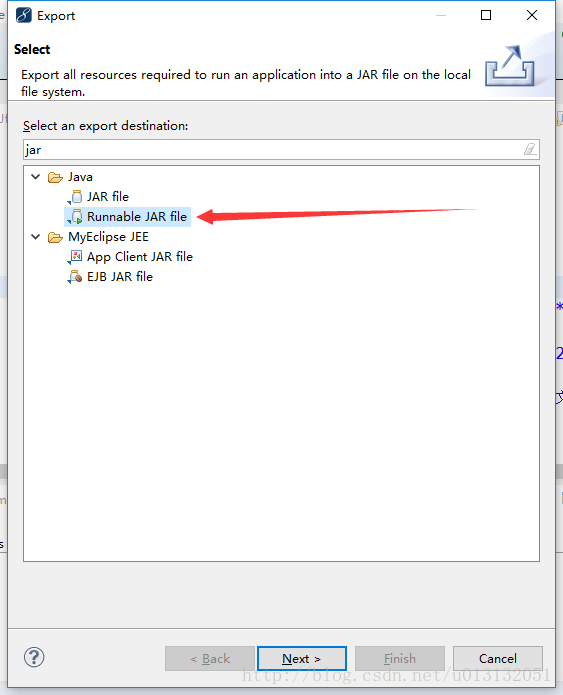 Export
Select
Export all resources required to run an application into a JAR file on the local
file system.
Select an export destination:
jar
Java
JAR file
Runnable JAR file
MyEclipse JEE
App Client JAR file
EJB JAR file
< Back
Next >
Finish
Cancel
http://blog.csdn.net/u013132051